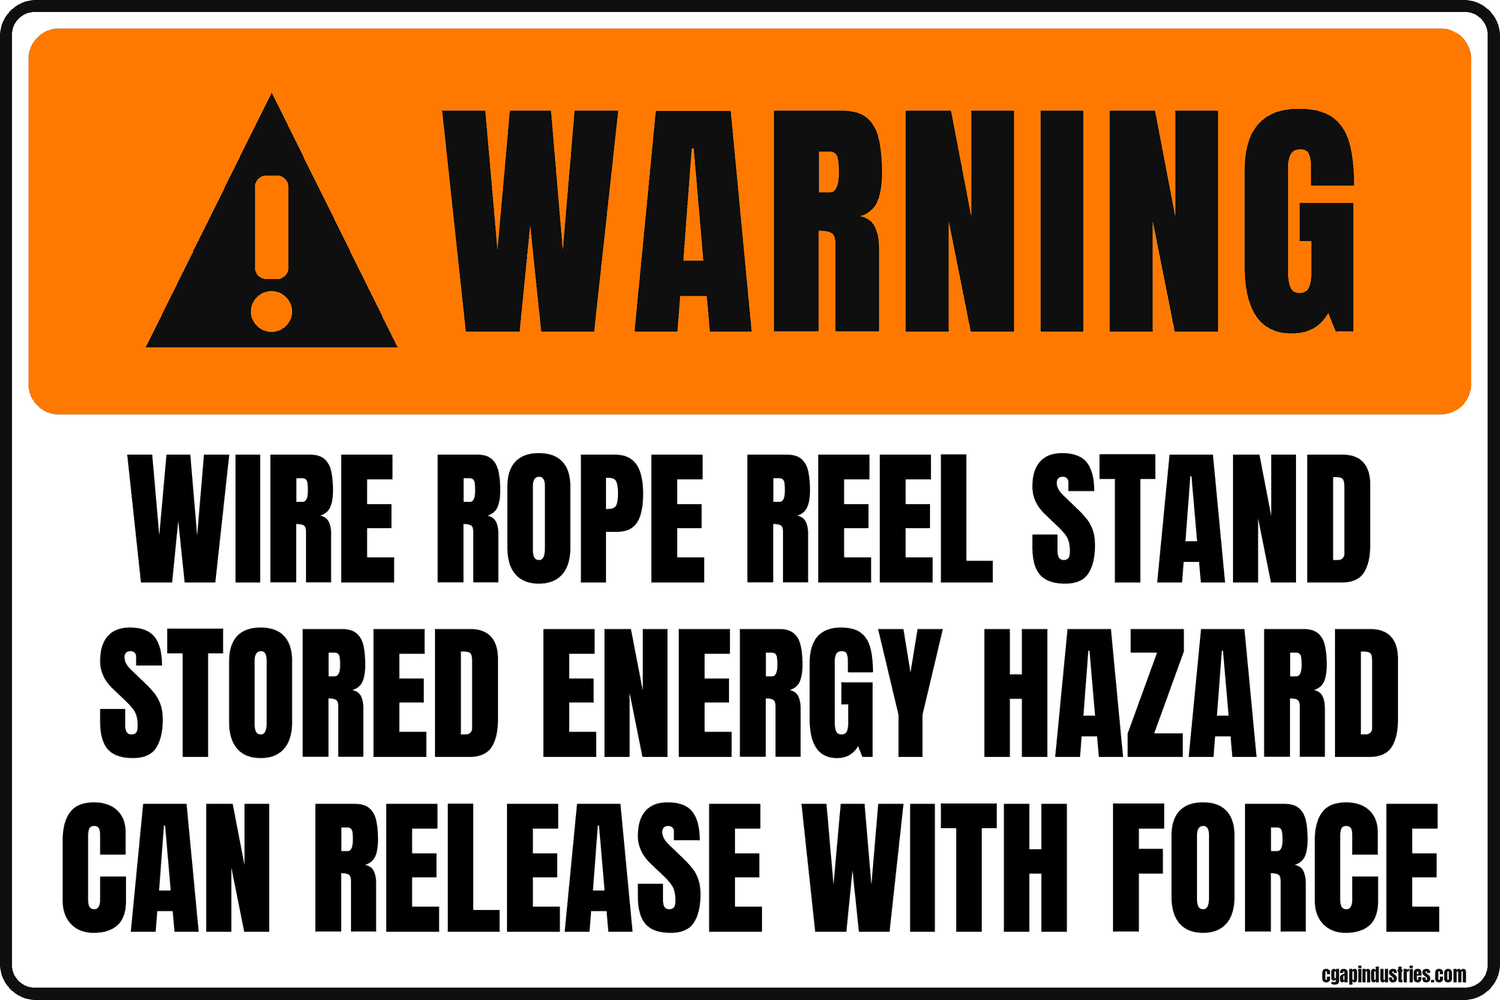 WARNING
WIRE ROPE REEL STAND
STORED ENERGY HAZARD
CAN RELEASE WITH FORCE
cgapindustries.com